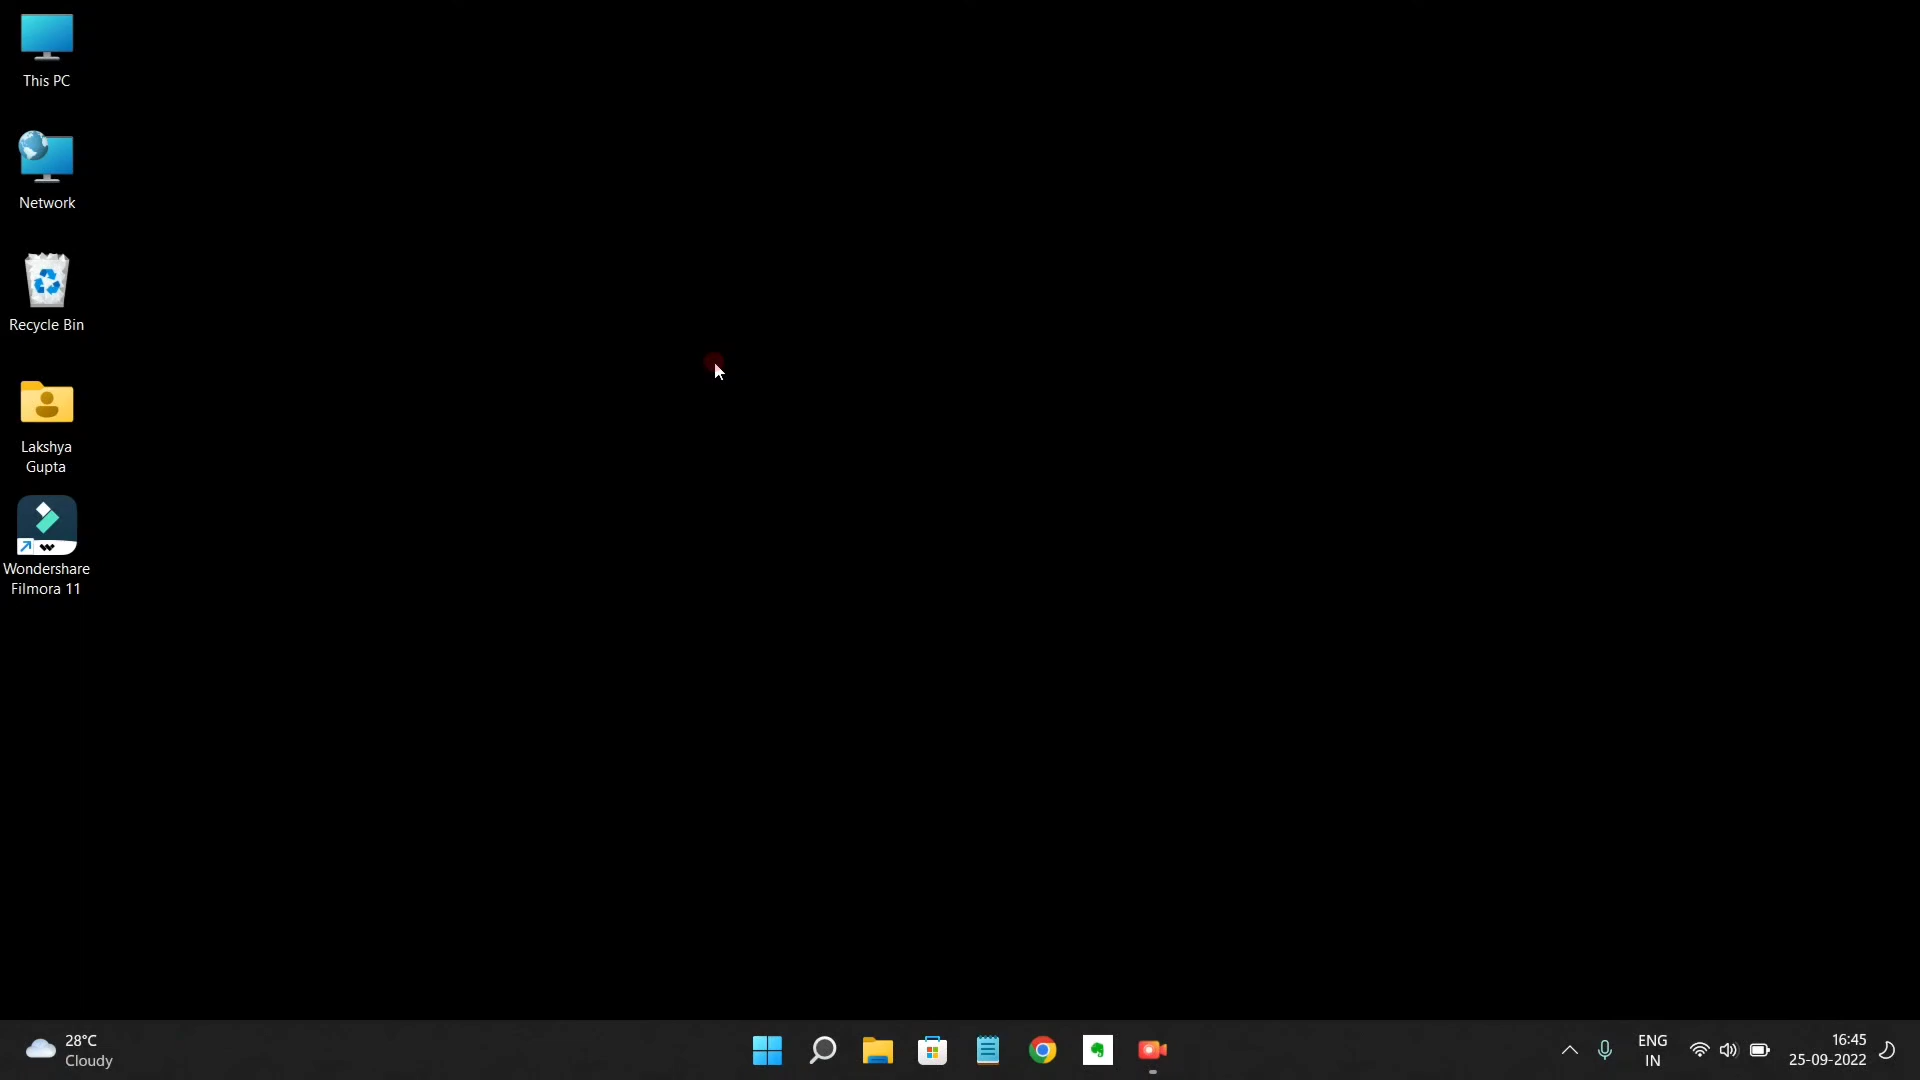 This PC
Network
Recycle Bin
Lakshya
Gupta
Wondershare
Filmora 11
28°C
Cloudy
ENG
IN
16:45
25-09-2022